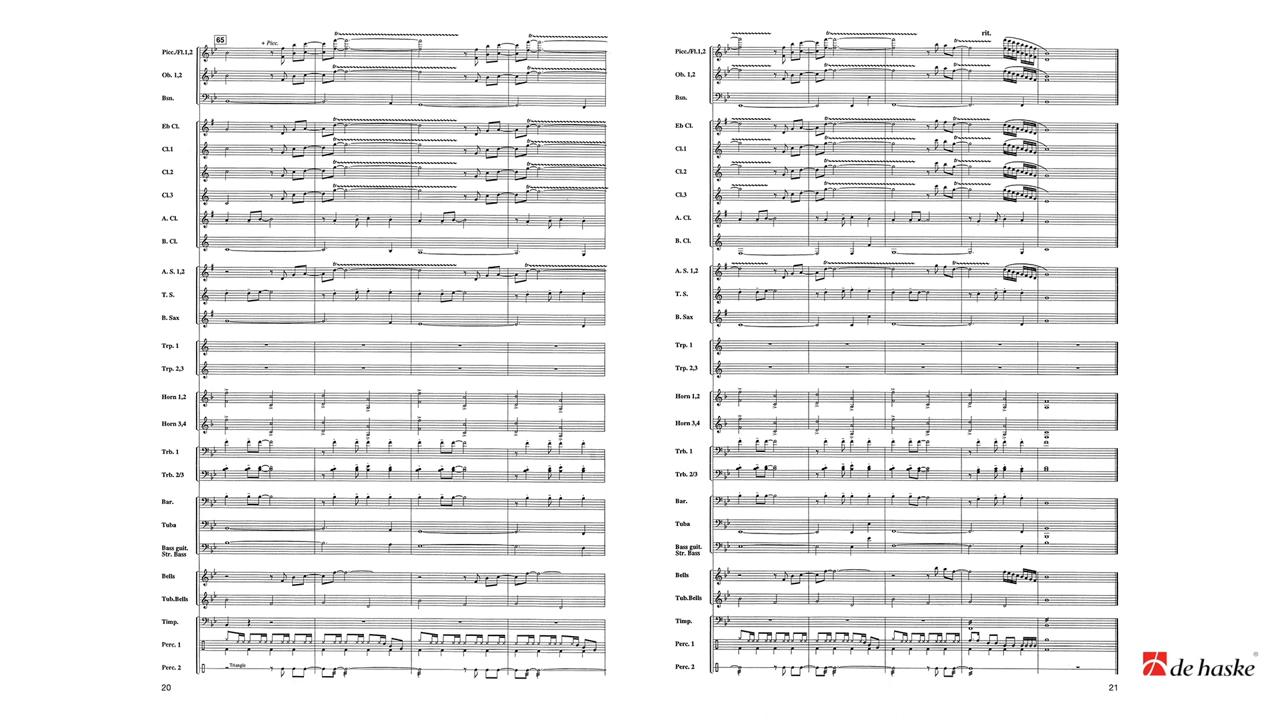 65
+ Picc.
Picc./Fl.1,2
Ob. 1,2
Bsn.
Eb Cl.
Cl.1
Cl.2
Cl.3
A. Cl.
B. Cl.
A. S. 1,2
T. S.
B. Sax
Trp. 1
Trp. 2,3
Horn 1,2
Horn 3,4
Trb. 1
Trb. 2/3
Bar.
Tuba
Bass guit.
Str. Bass
Bells
Tub.Bells
Timp.
Perc. 1
Perc. 2
Triangle
20
rit.
Picc./Fl.1,2
Ob. 1,2
Bsn.
Eb Cl.
Cl.1
Cl.2
Cl.3
A. Cl.
B. Cl.
A. S. 1,2
T. S.
B. Sax
Trp. 1
Trp. 2,3
Horn 1,2
Horn 3,4
Trb. 1
Trb. 2/3
Bar.
Tuba
Bass guit.
Str. Bass
Bells
Tub.Bells
Timp.
Perc. 1
Perc. 2
21
de haske®